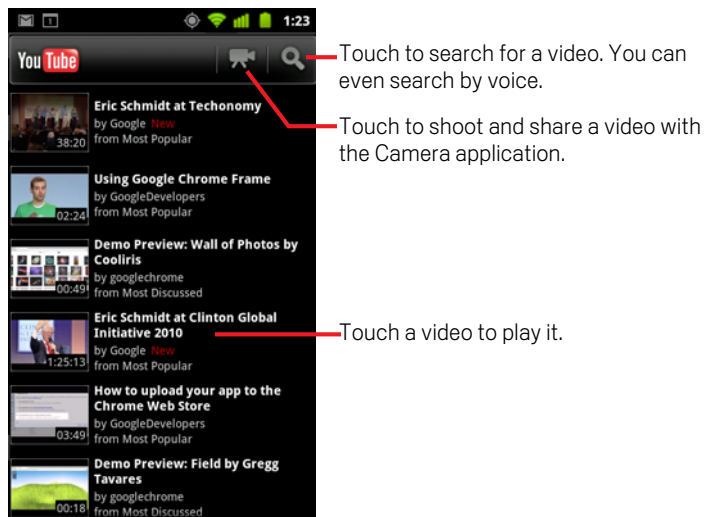 1
1:23
You Tube
Touch to search for a video. You can
even search by voice.
Touch to shoot and share a video with
the Camera application.
Eric Schmidt at Techonomy
by Google New
from Most Popular
38:20
Using Google Chrome Frame
by GoogleDevelopers
from Most Popular
02:24
Demo Preview: Wall of Photos by
Cooliris
by googlechrome
from Most Discussed
00:49
Eric Schmidt at Clinton Global
Initiative 2010
by Google New
from Most Popular
1:25:13
Touch a video to play it.
How to upload your app to the
Chrome Web Store
by GoogleDevelopers
from Most Popular
03:49
Demo Preview: Field by Gregg
Tavares
by googlechrome
from Most Discussed
00:18